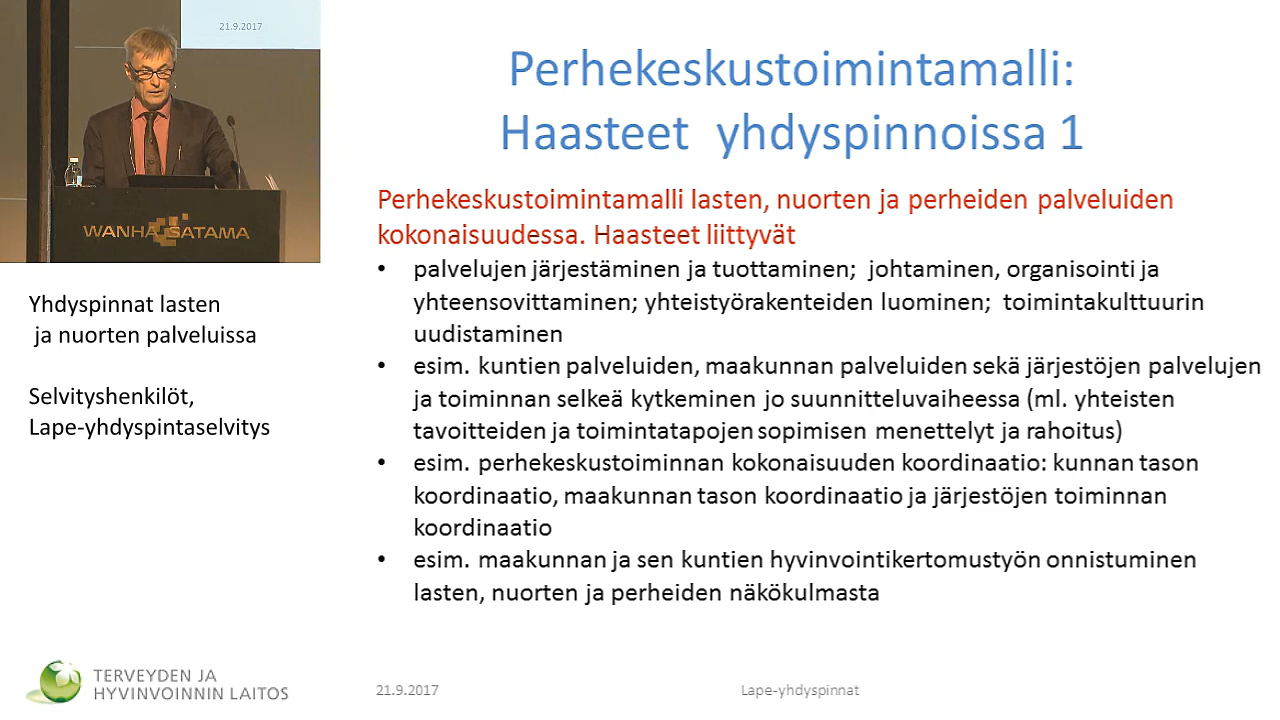 21.9.2017
WANHA SATAMA
Yhdyspinnat lasten
ja nuorten palveluissa
Selvityshenkilöt,
Lape-yhdyspintaselvitys
Perhekeskustoimintamalli:
Haasteet yhdyspinnoissa 1
Perhekeskustoimintamalli lasten, nuorten ja perheiden palveluiden
kokonaisuudessa. Haasteet liittyvät
• palvelujen järjestäminen ja tuottaminen; johtaminen, organisointi ja
yhteensovittaminen; yhteistyörakenteiden luominen; toimintakulttuurin
uudistaminen
• esim. kuntien palveluiden, maakunnan palveluiden sekä järjestöjen palvelujen
ja toiminnan selkeä kytkeminen jo suunnitteluvaiheessa (ml. yhteisten
tavoitteiden ja toimintatapojen sopimisen menettelyt ja rahoitus)
• esim. perhekeskustoiminnan kokonaisuuden koordinaatio: kunnan tason
koordinaatio, maakunnan tason koordinaatio ja järjestöjen toiminnan
koordinaatio
• esim. maakunnan ja sen kuntien hyvinvointikertomustyön onnistuminen
lasten, nuorten ja perheiden näkökulmasta
TERVEYDEN JA
HYVINVOINNIN LAITOS
21.9.2017
Lape-yhdyspinnat